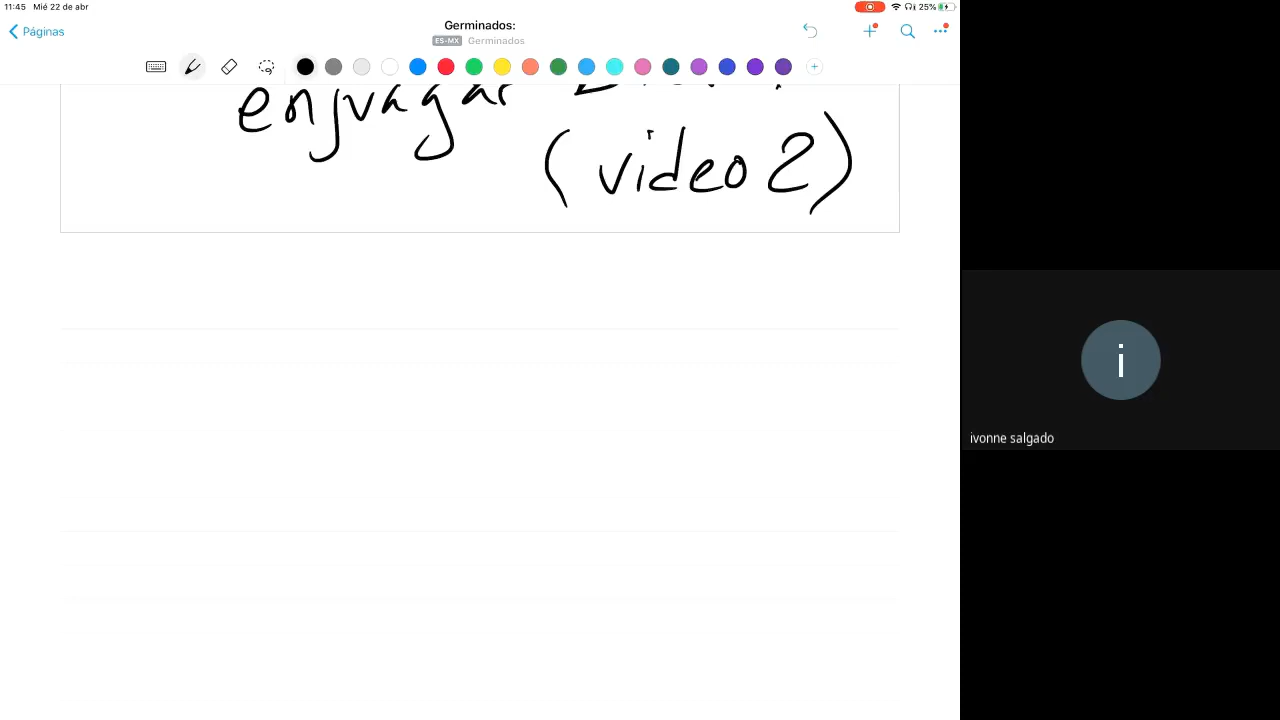 11:45 Mié 22 de abr 25%
Páginas
Germinados:
ES-MX Germinados
enjuagar
(video 2)
i
ivonne salgado